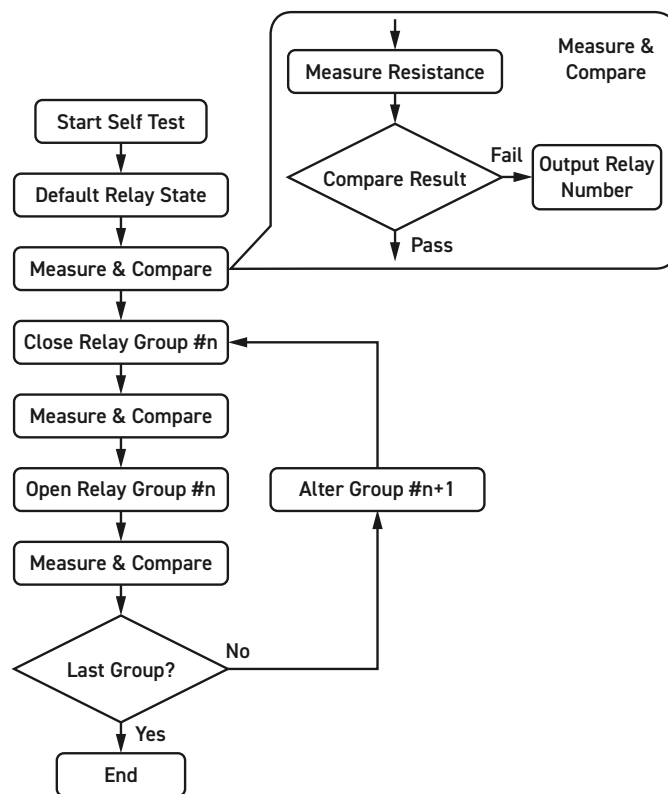 Measure &
Compare
Measure Resistance
Compare Result
Fail
Output Relay
Number
Pass
Start Self Test
Default Relay State
Measure & Compare
Close Relay Group #n
Measure & Compare
Open Relay Group #n
Alter Group #n+1
Measure & Compare
Last Group?
No
Yes
End